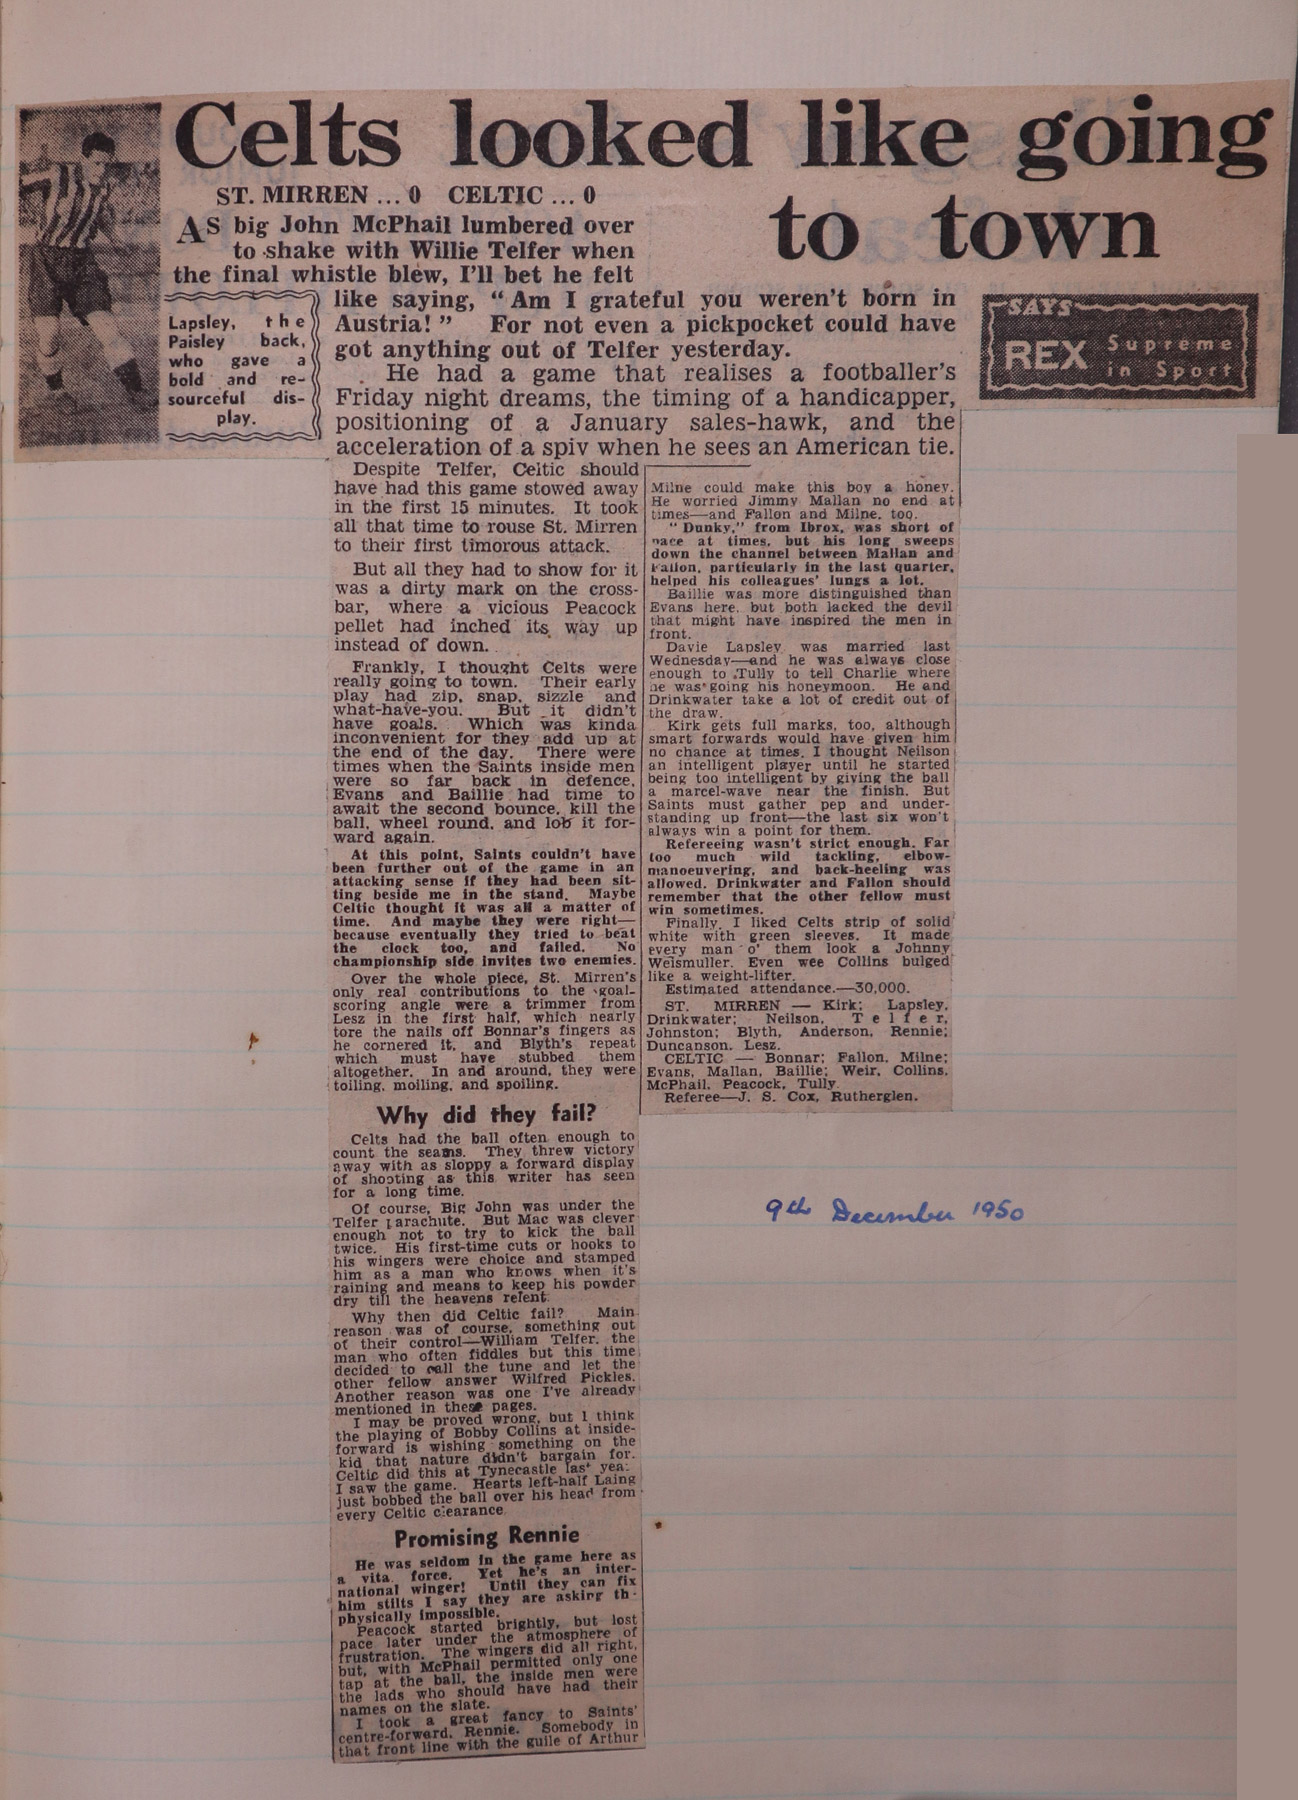 Celts looked like going
to town
ST. MIRREN ... 0 CELTIC ... 0
AS big John McPhail lumbered over
to shake with Willie Telfer when
the final whistle blew, I'll bet he felt
like saying, "Am I grateful you weren't born in
Austria!" For not even a pickpocket could have
got anything out of Telfer yesterday.
He had a game that realises a footballer's
Friday night dreams, the timing of a handicapper,
positioning of a January sales-hawk, and the
acceleration of a spiv when he sees an American tie.
Lapsley, the
Paisley back,
who gave a
bold and re-
sourceful dis-
play.
SAYS
REX Supreme
in Sport
Despite Telfer, Celtic should
have had this game stowed away
in the first 15 minutes. It took
all that time to rouse St. Mirren
to their first timorous attack.
But all they had to show for it
was a dirty mark on the cross-
bar, where a vicious Peacock
pellet had inched its way up
instead of down.
Frankly, I thought Celts were
really going to town. Their early
play had zip, snap, sizzle and
what-have-you. But it didn't
have goals. Which was kinda
inconvenient for they add up at
the end of the day. There were
times when the Saints inside men
were so far back in defence,
Evans and Baillie had time to
await the second bounce, kill the
ball, wheel round, and lob it for-
ward again.
At this point, Saints couldn't have
been further out of the game in an
attacking sense if they had been sit-
ting beside me in the stand. Maybe
Celtic thought it was all a matter of
time. And maybe they were right—
because eventually they tried to beat
the clock too, and failed. No
championship side invites two enemies.
Over the whole piece, St. Mirren's
only real contributions to the goal-
scoring angle were a trimmer from
Lesz in the first half, which nearly
tore the nails off Bonnar's fingers as
he cornered it, and Blyth's repeat
which must have stubbed them
altogether. In and around, they were
toiling, moiling, and spoiling.
Why did they fail?
Celts had the ball often enough to
count the seams. They threw victory
away with as sloppy a forward display
of shooting as this writer has seen
for a long time.
Of course, Big John was under the
Telfer parachute. But Mac was clever
enough not to try to kick the ball
twice. His first-time cuts or hooks to
his wingers were choice and stamped
him as a man who knows when it's
raining and means to keep his powder
dry till the heavens relent.
Why then did Celtic fail? Main
reason was of course, something out
of their control—William Telfer, the
man who often fiddles but this time
decided to call the tune and let the
other fellow answer Wilfred Pickles.
Another reason was one I've already
mentioned in these pages.
I may be proved wrong, but I think
the playing of Bobby Collins at inside-
forward is wishing something on the
kid that nature didn't bargain for.
Celtic did this at Tynecastle last year
I saw the game. Hearts left-half Laing
just bobbed the ball over his head from
every Celtic clearance
Promising Rennie
He was seldom in the game here as
a vita force. Yet he's an inter-
national winger! Until they can fix
him stilts I say they are asking th
physically impossible.
Peacock started brightly, but lost
pace later under the atmosphere of
frustration. The wingers did all right,
but, with McPhail permitted only one
tap at the ball, the inside men were
the lads who should have had their
names on the slate.
I took a great fancy to Saints'
centre-forward, Rennie. Somebody in
that front line with the guile of Arthur
Milne could make this boy a honey.
He worried Jimmy Mallan no end at
times—and Fallon and Milne, too.
"Dunky," from Ibrox, was short of
pace at times, but his long sweeps
down the channel between Mallan and
Fallon, particularly in the last quarter,
helped his colleagues' lungs a lot.
Baillie was more distinguished than
Evans here, but both lacked the devil
that might have inspired the men in
front.
Davie Lapsley was married last
Wednesday—and he was always close
enough to Tully to tell Charlie where
he was going his honeymoon. He and
Drinkwater take a lot of credit out of
the draw.
Kirk gets full marks, too, although
smart forwards would have given him
no chance at times. I thought Neilson
an intelligent player until he started
being too intelligent by giving the ball
a marcel-wave near the finish. But
Saints must gather pep and under-
standing up front—the last six won't
always win a point for them.
Refereeing wasn't strict enough. Far
too much wild tackling, elbow-
manoeuvering, and back-heeling was
allowed. Drinkwater and Fallon should
remember that the other fellow must
win sometimes.
Finally, I liked Celts strip of solid
white with green sleeves. It made
every man o' them look a Johnny
Weismuller. Even wee Collins bulged
like a weight-lifter.
Estimated attendance.—30,000.
ST. MIRREN — Kirk; Lapsley,
Drinkwater; Neilson, Telfer,
Johnston; Blyth, Anderson, Rennie;
Duncanson, Lesz.
CELTIC — Bonnar; Fallon, Milne;
Evans, Mallan, Baillie; Weir, Collins,
McPhail, Peacock, Tully.
Referee—J. S. Cox, Rutherglen.
9th December 1950